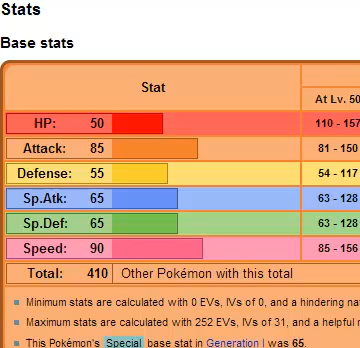 Stats
Base stats
Stat
At Lv. 50
HP: 50 110 - 157
Attack: 85 81 - 150
Defense: 55 54 - 117
Sp.Atk: 65 63 - 128
Sp.Def: 65 63 - 128
Speed: 90 85 - 156
Total: 410 Other Pokémon with this total
Minimum stats are calculated with 0 EVs, IVs of 0, and a hindering na
Maximum stats are calculated with 252 EVs, IVs of 31, and a helpful n
This Pokémon's Special base stat in Generation I was 65.